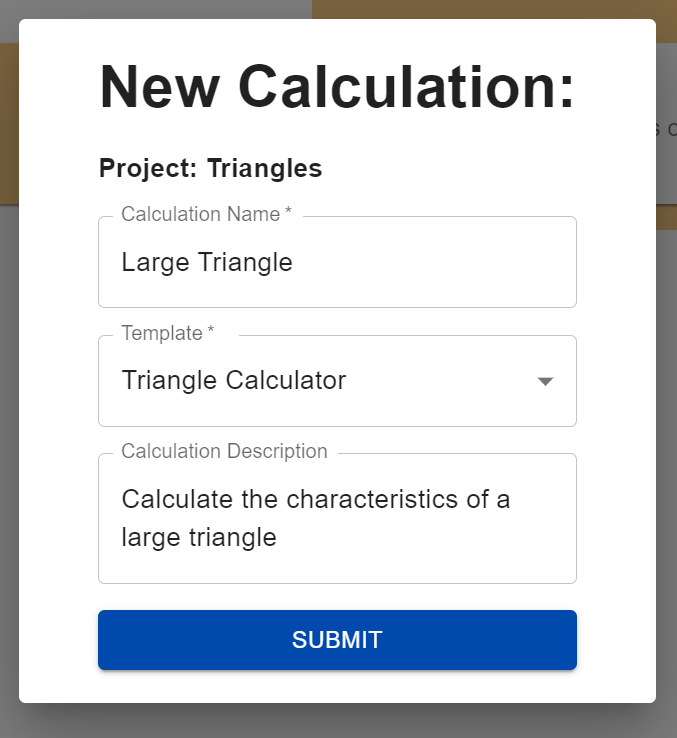 New Calculation:
Project: Triangles
Calculation Name *
Large Triangle
Template *
Triangle Calculator
Calculation Description
Calculate the characteristics of a
large triangle
SUBMIT